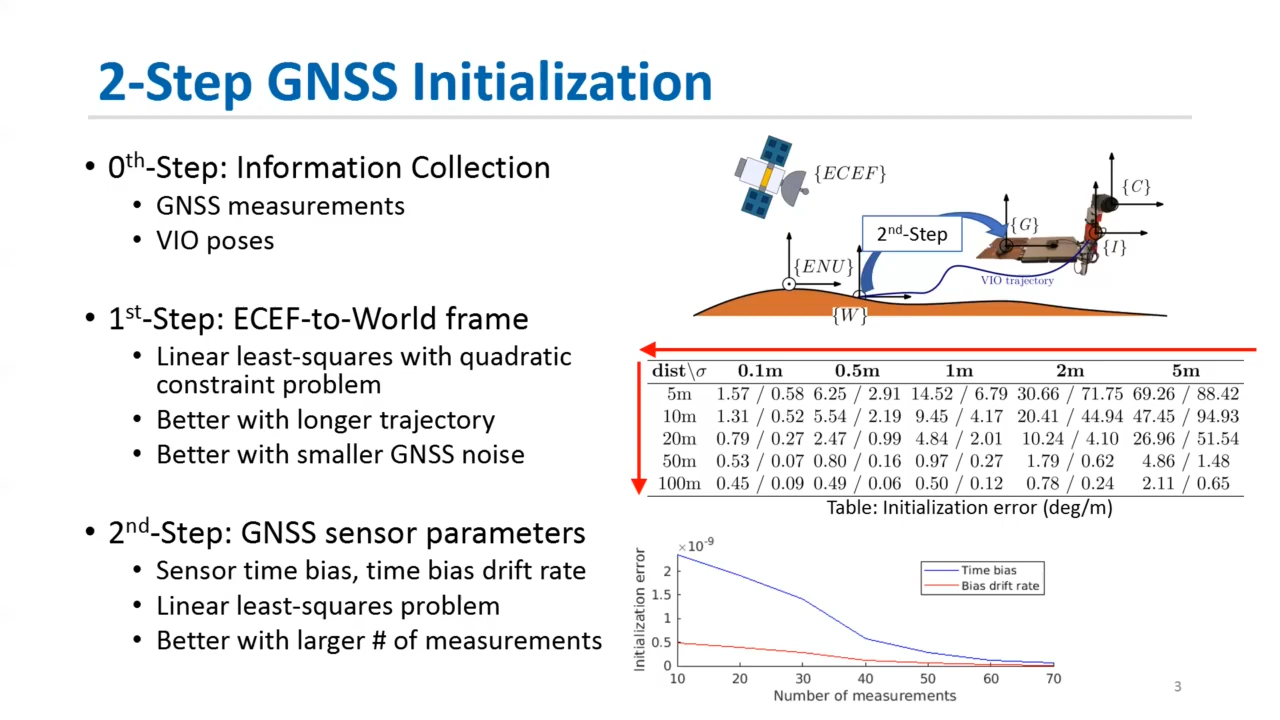 2-Step GNSS Initialization
• 0th-Step: Information Collection
• GNSS measurements
• VIO poses
• 1st-Step: ECEF-to-World frame
• Linear least-squares with quadratic
constraint problem
• Better with longer trajectory
• Better with smaller GNSS noise
• 2nd-Step: GNSS sensor parameters
• Sensor time bias, time bias drift rate
• Linear least-squares problem
• Better with larger # of measurements
{ECEF}
{C}
2nd-Step
{G}
{I}
{ENU}
VIO trajectory
{W}
dist\σ 0.1m 0.5m 1m 2m 5m
5m 1.57 / 0.58 6.25 / 2.91 14.52 / 6.79 30.66 / 71.75 69.26 / 88.42
10m 1.31 / 0.52 5.54 / 2.19 9.45 / 4.17 20.41 / 44.94 47.45 / 94.93
20m 0.79 / 0.27 2.47 / 0.99 4.84 / 2.01 10.24 / 4.10 26.96 / 51.54
50m 0.53 / 0.07 0.80 / 0.16 0.97 / 0.27 1.79 / 0.62 4.86 / 1.48
100m 0.45 / 0.09 0.49 / 0.06 0.50 / 0.12 0.78 / 0.24 2.11 / 0.65
Table: Initialization error (deg/m)
×10-9
Initialization error
2
1.5
1
0.5
0
Time bias
Bias drift rate
10 20 30 40 50 60 70
Number of measurements
3